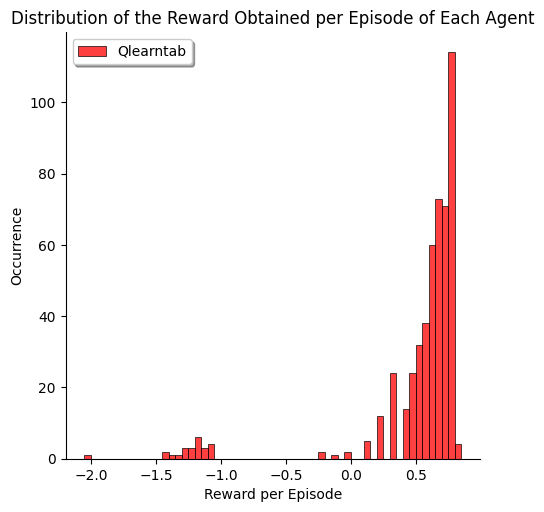 Distribution of the Reward Obtained per Episode of Each Agent
Qlearntab
Occurrence
100
80
60
40
20
0
−2.0 −1.5 −1.0 −0.5 0.0 0.5
Reward per Episode